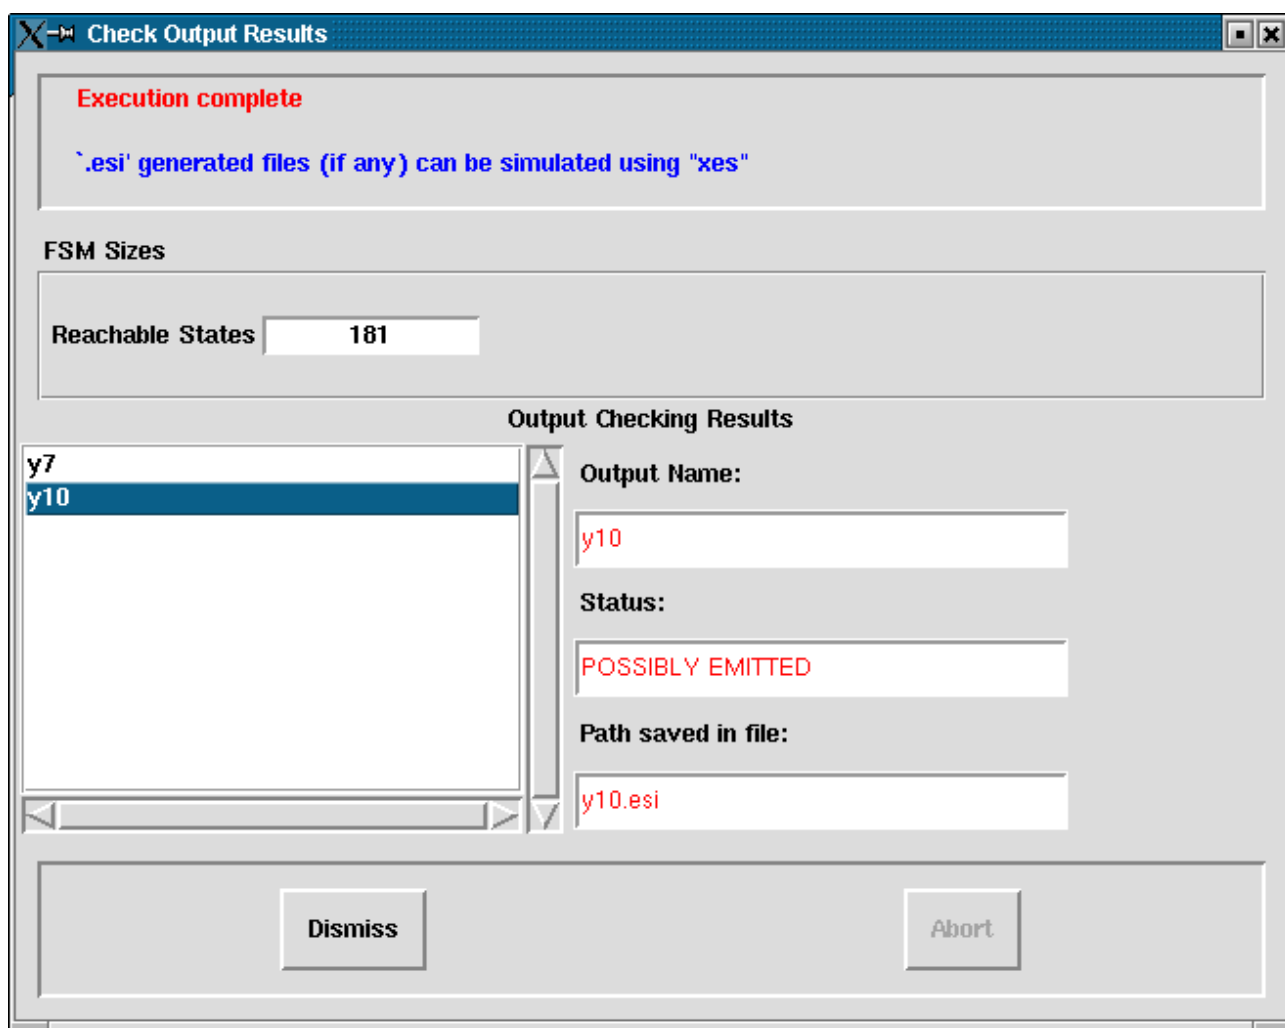 Check Output Results
Execution complete
`.esi' generated files (if any) can be simulated using "xes"
FSM Sizes
Reachable States 181
Output Checking Results
y7
y10
Output Name:
y10
Status:
POSSIBLY EMITTED
Path saved in file:
y10.esi
Dismiss Abort